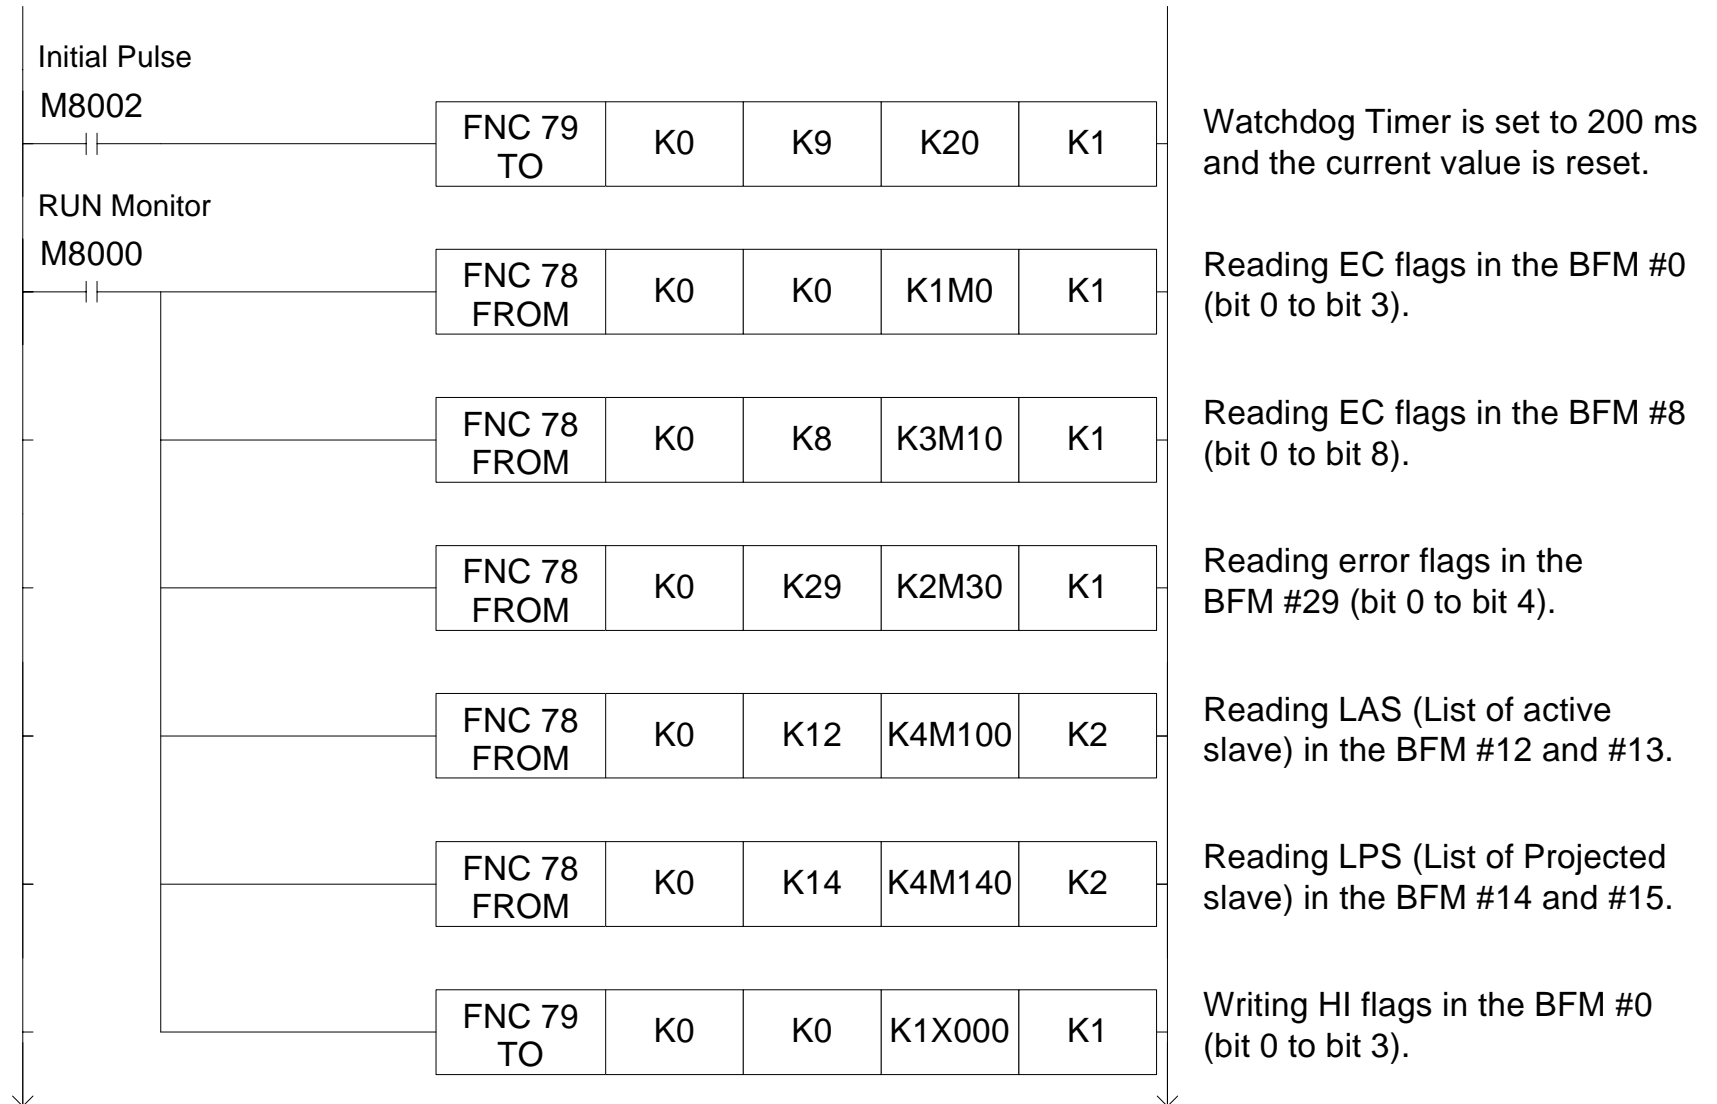 Initial Pulse
M8002
FNC 79
TO
K0
K9
K20
K1
Watchdog Timer is set to 200 ms
and the current value is reset.
RUN Monitor
M8000
FNC 78
FROM
K0
K0
K1M0
K1
Reading EC flags in the BFM #0
(bit 0 to bit 3).
FNC 78
FROM
K0
K8
K3M10
K1
Reading EC flags in the BFM #8
(bit 0 to bit 8).
FNC 78
FROM
K0
K29
K2M30
K1
Reading error flags in the
BFM #29 (bit 0 to bit 4).
FNC 78
FROM
K0
K12
K4M100
K2
Reading LAS (List of active
slave) in the BFM #12 and #13.
FNC 78
FROM
K0
K14
K4M140
K2
Reading LPS (List of Projected
slave) in the BFM #14 and #15.
FNC 79
TO
K0
K0
K1X000
K1
Writing HI flags in the BFM #0
(bit 0 to bit 3).